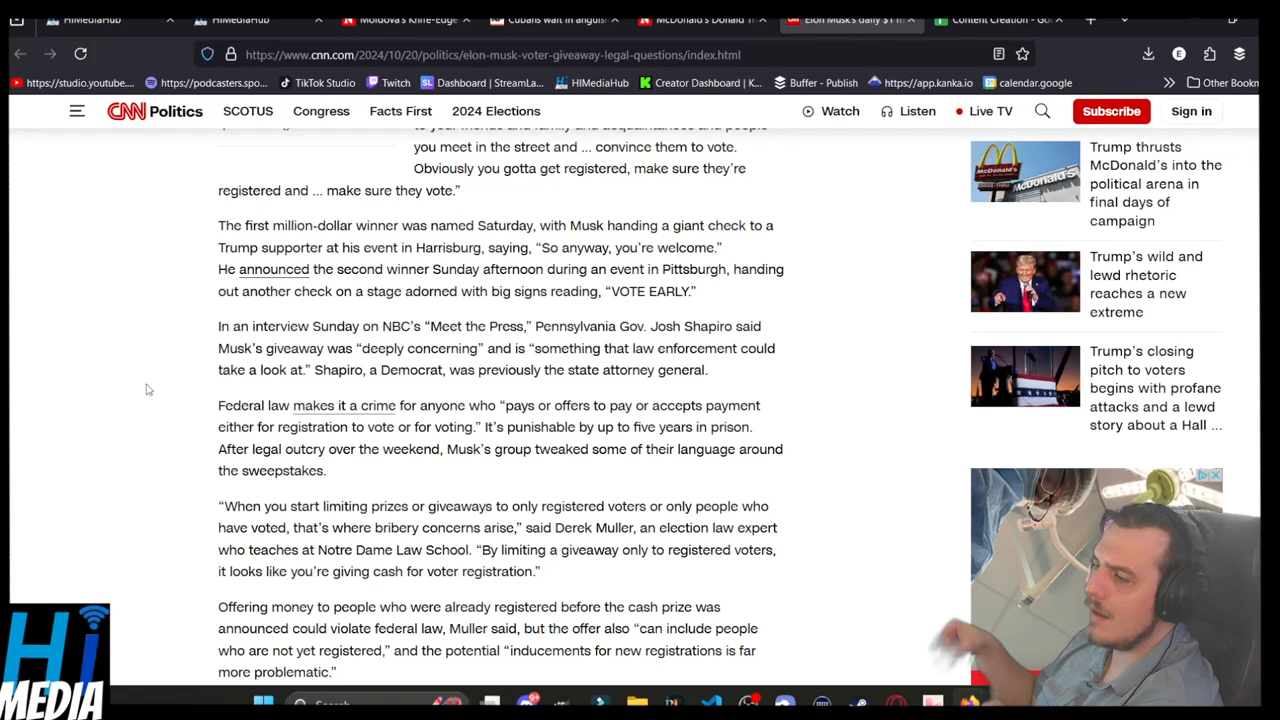 HiMediaHub
HiMediaHub
Moldova's Knife-Edge
Cubans wait in anguis
McDonald's Donald Tr
Elon Musk's daily $1 m
Content Creation - Go
https://www.cnn.com/2024/10/20/politics/elon-musk-voter-giveaway-legal-questions/index.html
https://studio.youtube....
https://podcasters.spo...
TikTok Studio
Twitch
Dashboard | StreamLa...
HIMediaHub
Creator Dashboard | K...
Buffer - Publish
https://app.kanka.io
calendar.google
Other Bookm
CNN Politics
SCOTUS
Congress
Facts First
2024 Elections
Watch
Listen
Live TV
Subscribe
Sign in
to your friends and family and acquaintances and people
you meet in the street and ... convince them to vote.
Obviously you gotta get registered, make sure they're
registered and ... make sure they vote.”
The first million-dollar winner was named Saturday, with Musk handing a giant check to a
Trump supporter at his event in Harrisburg, saying, “So anyway, you're welcome.”
He announced the second winner Sunday afternoon during an event in Pittsburgh, handing
out another check on a stage adorned with big signs reading, “VOTE EARLY.”
In an interview Sunday on NBC's “Meet the Press,” Pennsylvania Gov. Josh Shapiro said
Musk's giveaway was “deeply concerning” and is “something that law enforcement could
take a look at.” Shapiro, a Democrat, was previously the state attorney general.
Federal law makes it a crime for anyone who “pays or offers to pay or accepts payment
either for registration to vote or for voting.” It's punishable by up to five years in prison.
After legal outcry over the weekend, Musk's group tweaked some of their language around
the sweepstakes.
“When you start limiting prizes or giveaways to only registered voters or only people who
have voted, that's where bribery concerns arise,” said Derek Muller, an election law expert
who teaches at Notre Dame Law School. “By limiting a giveaway only to registered voters,
it looks like you're giving cash for voter registration.”
Offering money to people who were already registered before the cash prize was
announced could violate federal law, Muller said, but the offer also “can include people
who are not yet registered,” and the potential “inducements for new registrations is far
more problematic.”
Trump thrusts
McDonald's into the
political arena in
final days of
campaign
Trump's wild and
lewd rhetoric
reaches a new
extreme
Trump's closing
pitch to voters
begins with profane
attacks and a lewd
story about a Hall ...
McDonald's
Hi
MEDIA
Search